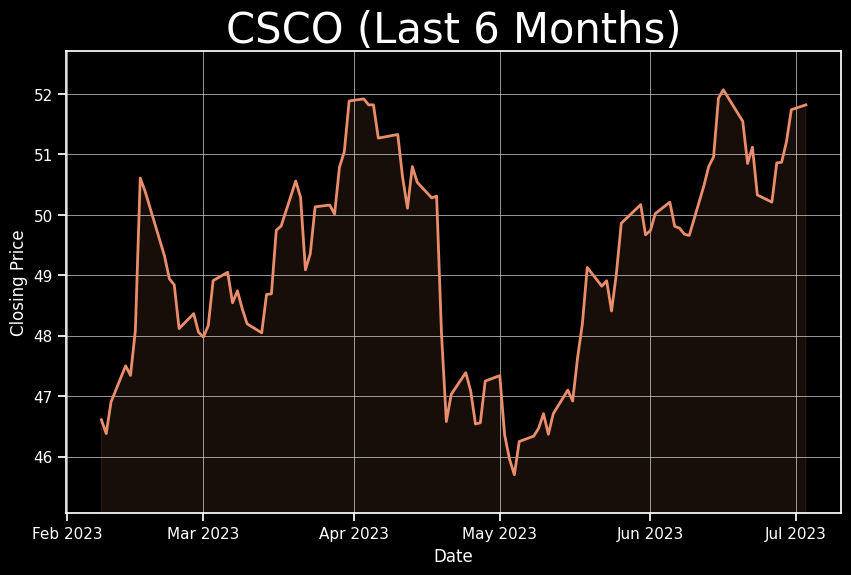 CSCO (Last 6 Months)
Closing Price
52
51
50
49
48
47
46
Feb 2023
Mar 2023
Apr 2023
May 2023
Jun 2023
Jul 2023
Date